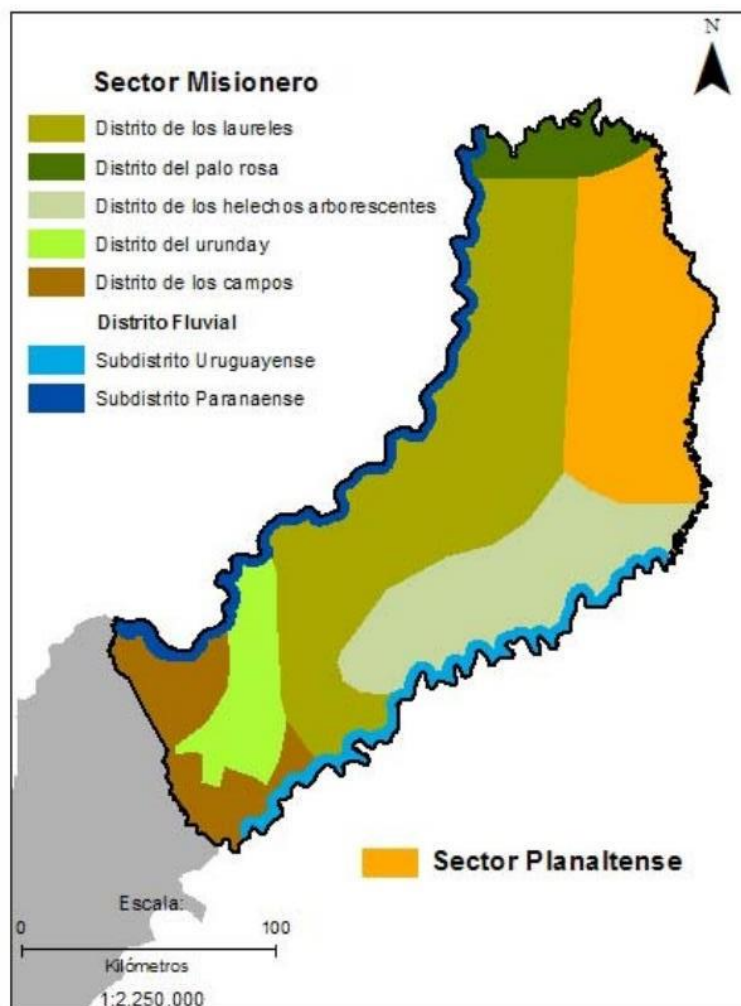 N
Sector Misionero
Distrito de los laureles
Distrito del palo rosa
Distrito de los helechos arborescentes
Distrito del urunday
Distrito de los campos
Distrito Fluvial
Subdistrito Uruguayense
Subdistrito Paranaense
Sector Planaltense
Escala:
0 100
Kilómetros
1:2.250.000